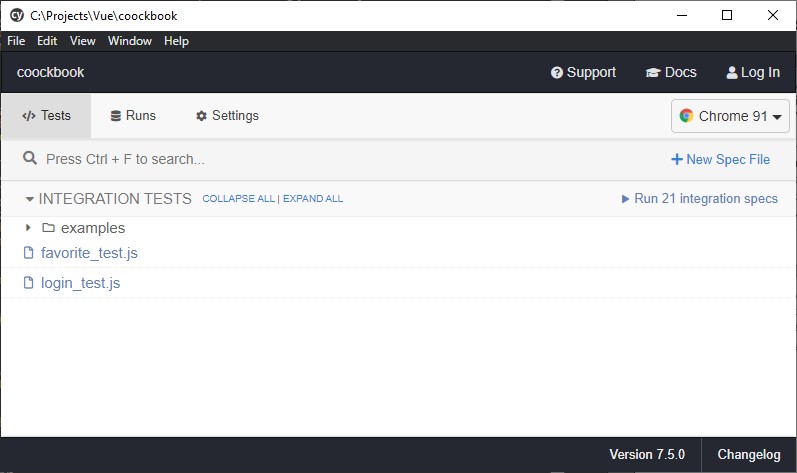 cy C:\Projects\Vue\coockbook
File Edit View Window Help
coockbook Support Docs Log In
Tests Runs Settings Chrome 91
Press Ctrl + F to search... New Spec File
INTEGRATION TESTS COLLAPSE ALL | EXPAND ALL Run 21 integration specs
examples
favorite_test.js
login_test.js
Version 7.5.0 Changelog